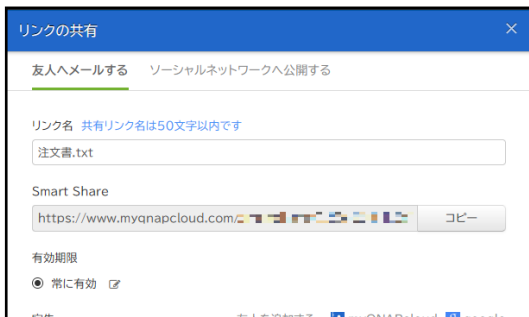 リンクの共有
友人へメールする ソーシャルネットワークへ公開する
リンク名 共有リンク名は50文字以内です
注文書.txt
Smart Share
https://www.myqnapcloud.com/
コピー
有効期限
常に有効